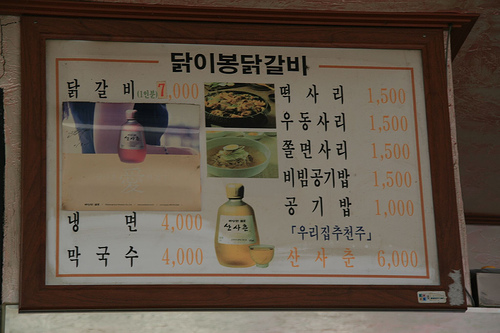 닭이봉닭갈비
닭갈비(1인분) 7,000
냉면 4,000
막국수 4,000
떡사리 1,500
우동사리 1,500
쫄면사리 1,500
비빔공기밥 1,500
공기밥 1,000
「우리집추천주」
산사춘 6,000
산사춘